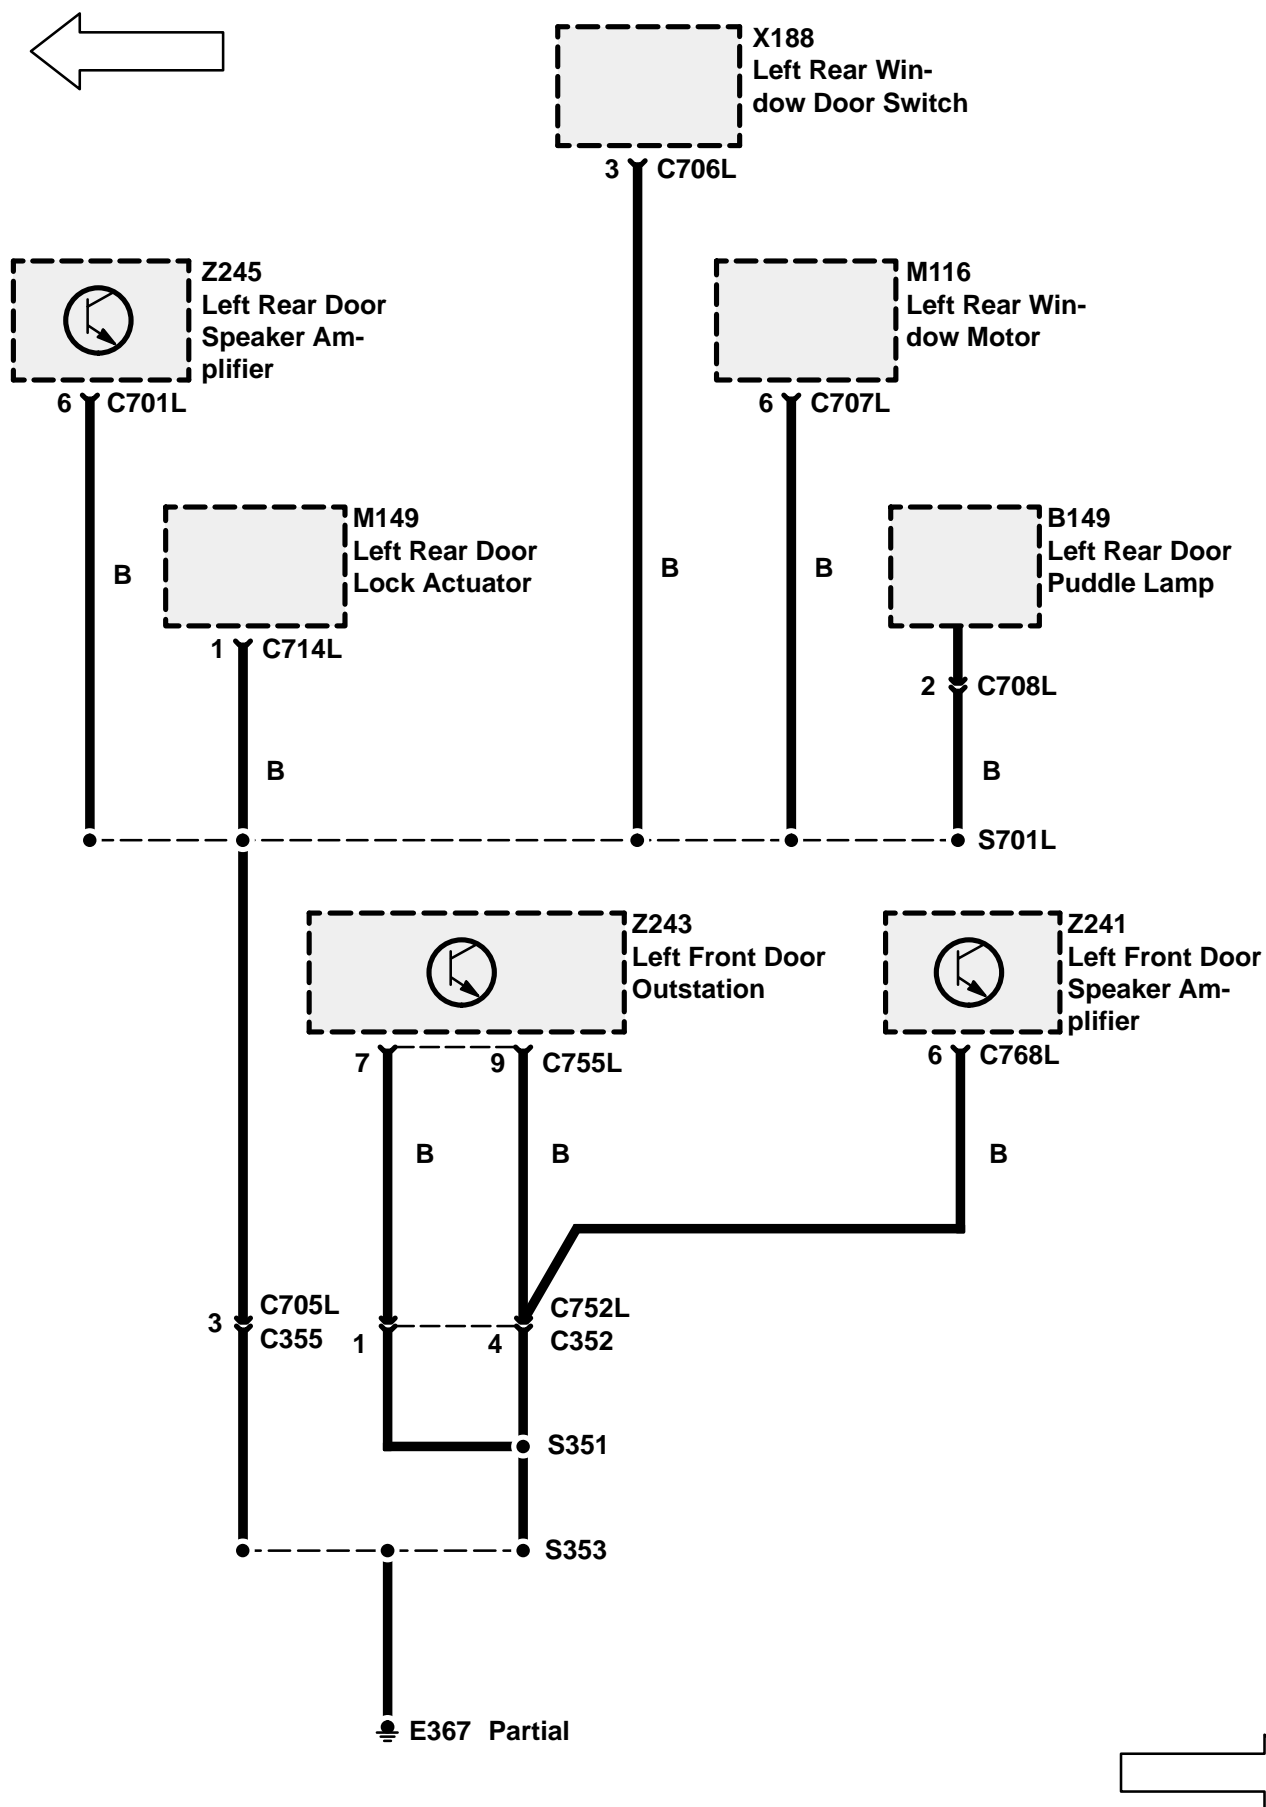 X188
Left Rear Win-
dow Door Switch
3 C706L
Z245
Left Rear Door
Speaker Am-
plifier
6 C701L
M116
Left Rear Win-
dow Motor
6 C707L
M149
Left Rear Door
Lock Actuator
1 C714L
B149
Left Rear Door
Puddle Lamp
2 C708L
B
B
B
B
B
S701L
Z243
Left Front Door
Outstation
7 9 C755L
Z241
Left Front Door
Speaker Am-
plifier
6 C768L
B
B
B
3 C705L
C355
1 4 C752L
C352
S351
S353
E367 Partial